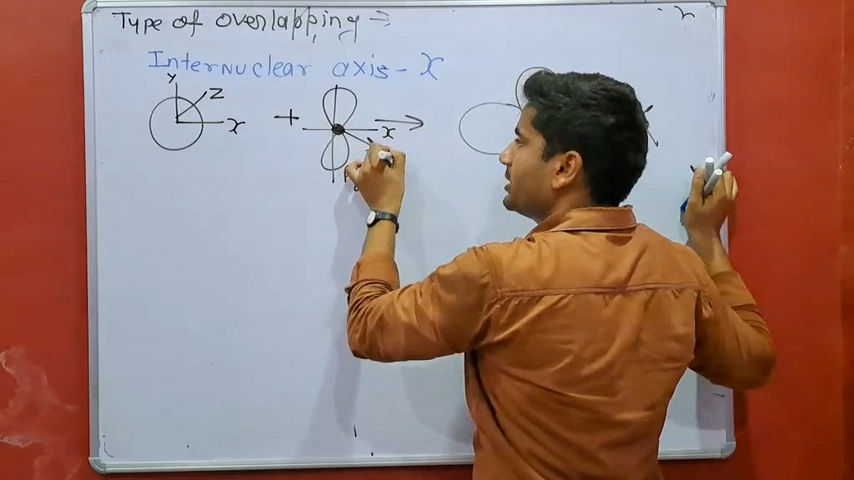 Type of overlapping →
Internuclear axis - X
Y
Z
x + x →